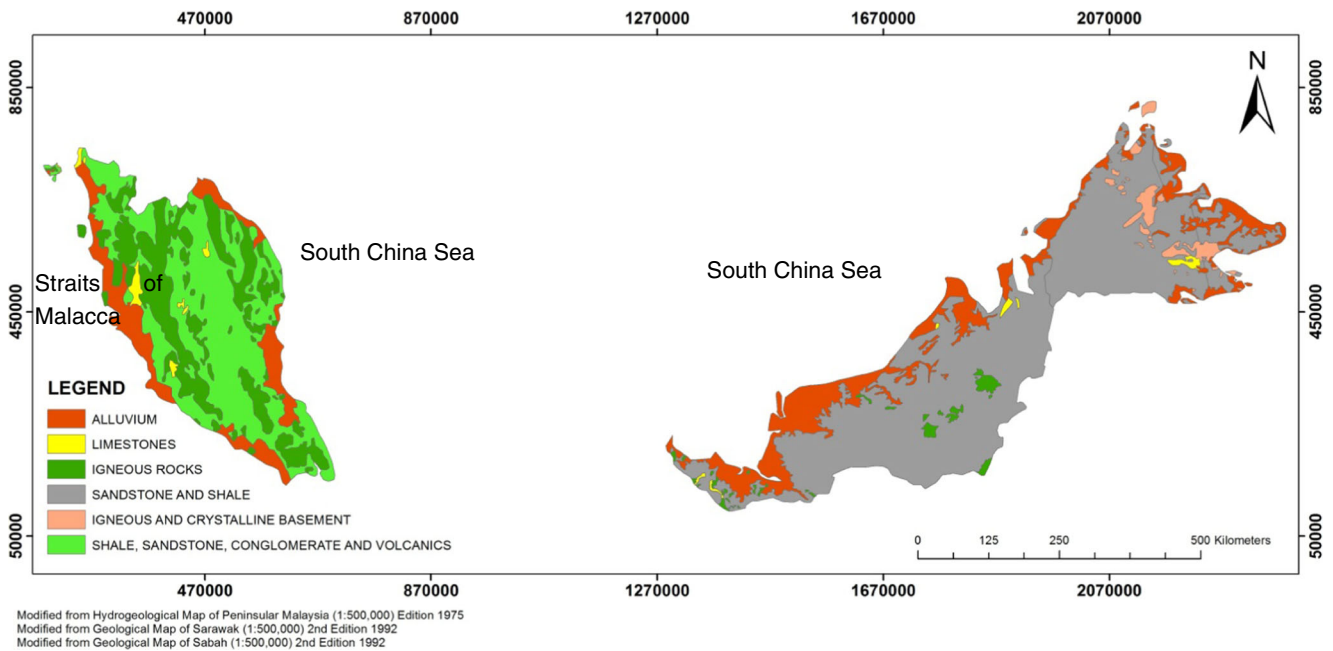 470000 870000 1270000 1670000 2070000
850000
850000
N
South China Sea
South China Sea
Straits of
Malacca
450000
450000
LEGEND
ALLUVIUM
LIMESTONES
IGNEOUS ROCKS
SANDSTONE AND SHALE
IGNEOUS AND CRYSTALLINE BASEMENT
SHALE, SANDSTONE, CONGLOMERATE AND VOLCANICS
50000
50000
0 125 250 500 Kilometers
470000 870000 1270000 1670000 2070000
Modified from Hydrogeological Map of Peninsular Malaysia (1:500,000) Edition 1975
Modified from Geological Map of Sarawak (1:500,000) 2nd Edition 1992
Modified from Geological Map of Sabah (1:500,000) 2nd Edition 1992